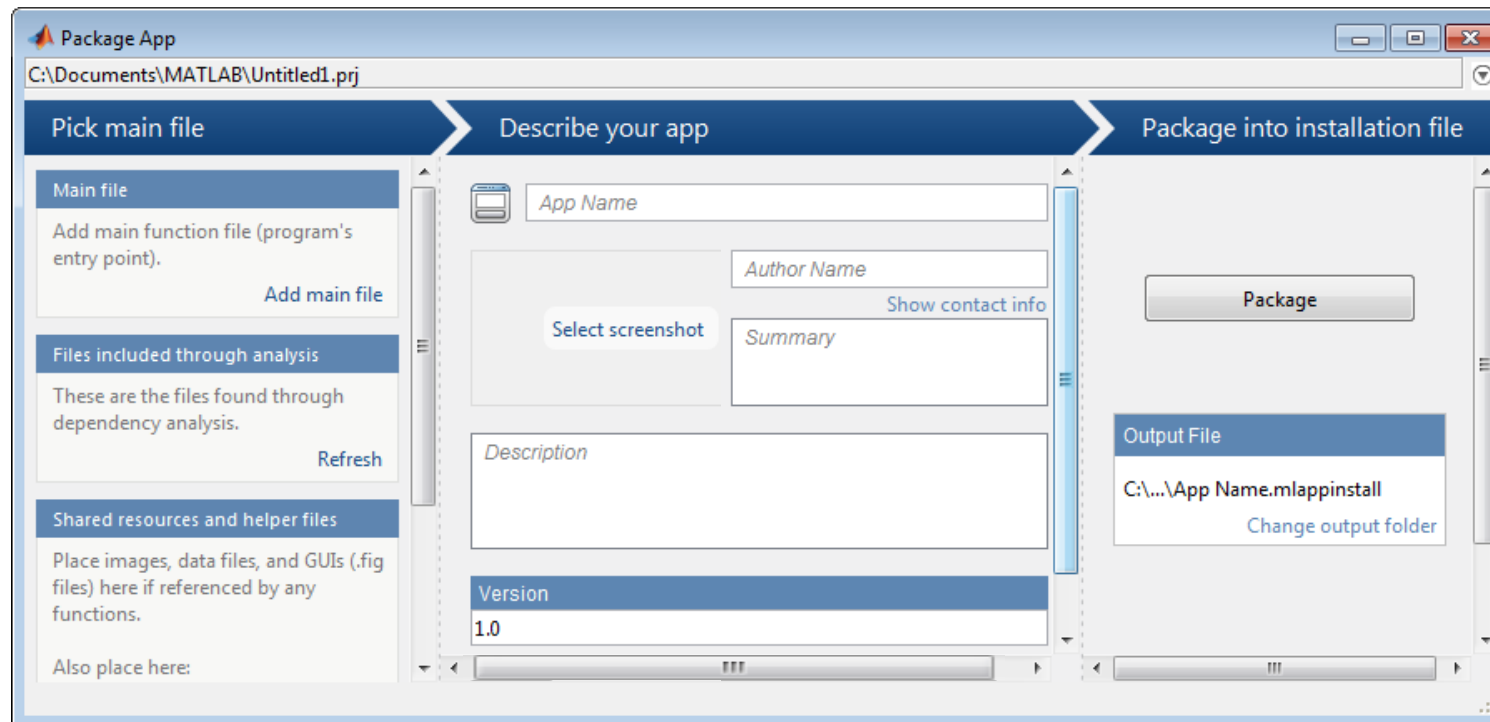 Package App
C:\Documents\MATLAB\Untitled1.prj
Pick main file
Describe your app
Package into installation file
Main file
Add main function file (program's
entry point).
Add main file
Files included through analysis
These are the files found through
dependency analysis.
Refresh
Shared resources and helper files
Place images, data files, and GUIs (.fig
files) here if referenced by any
functions.
Also place here:
App Name
Select screenshot
Author Name
Show contact info
Summary
Description
Version
1.0
Package
Output File
C:\...\App Name.mlappinstall
Change output folder